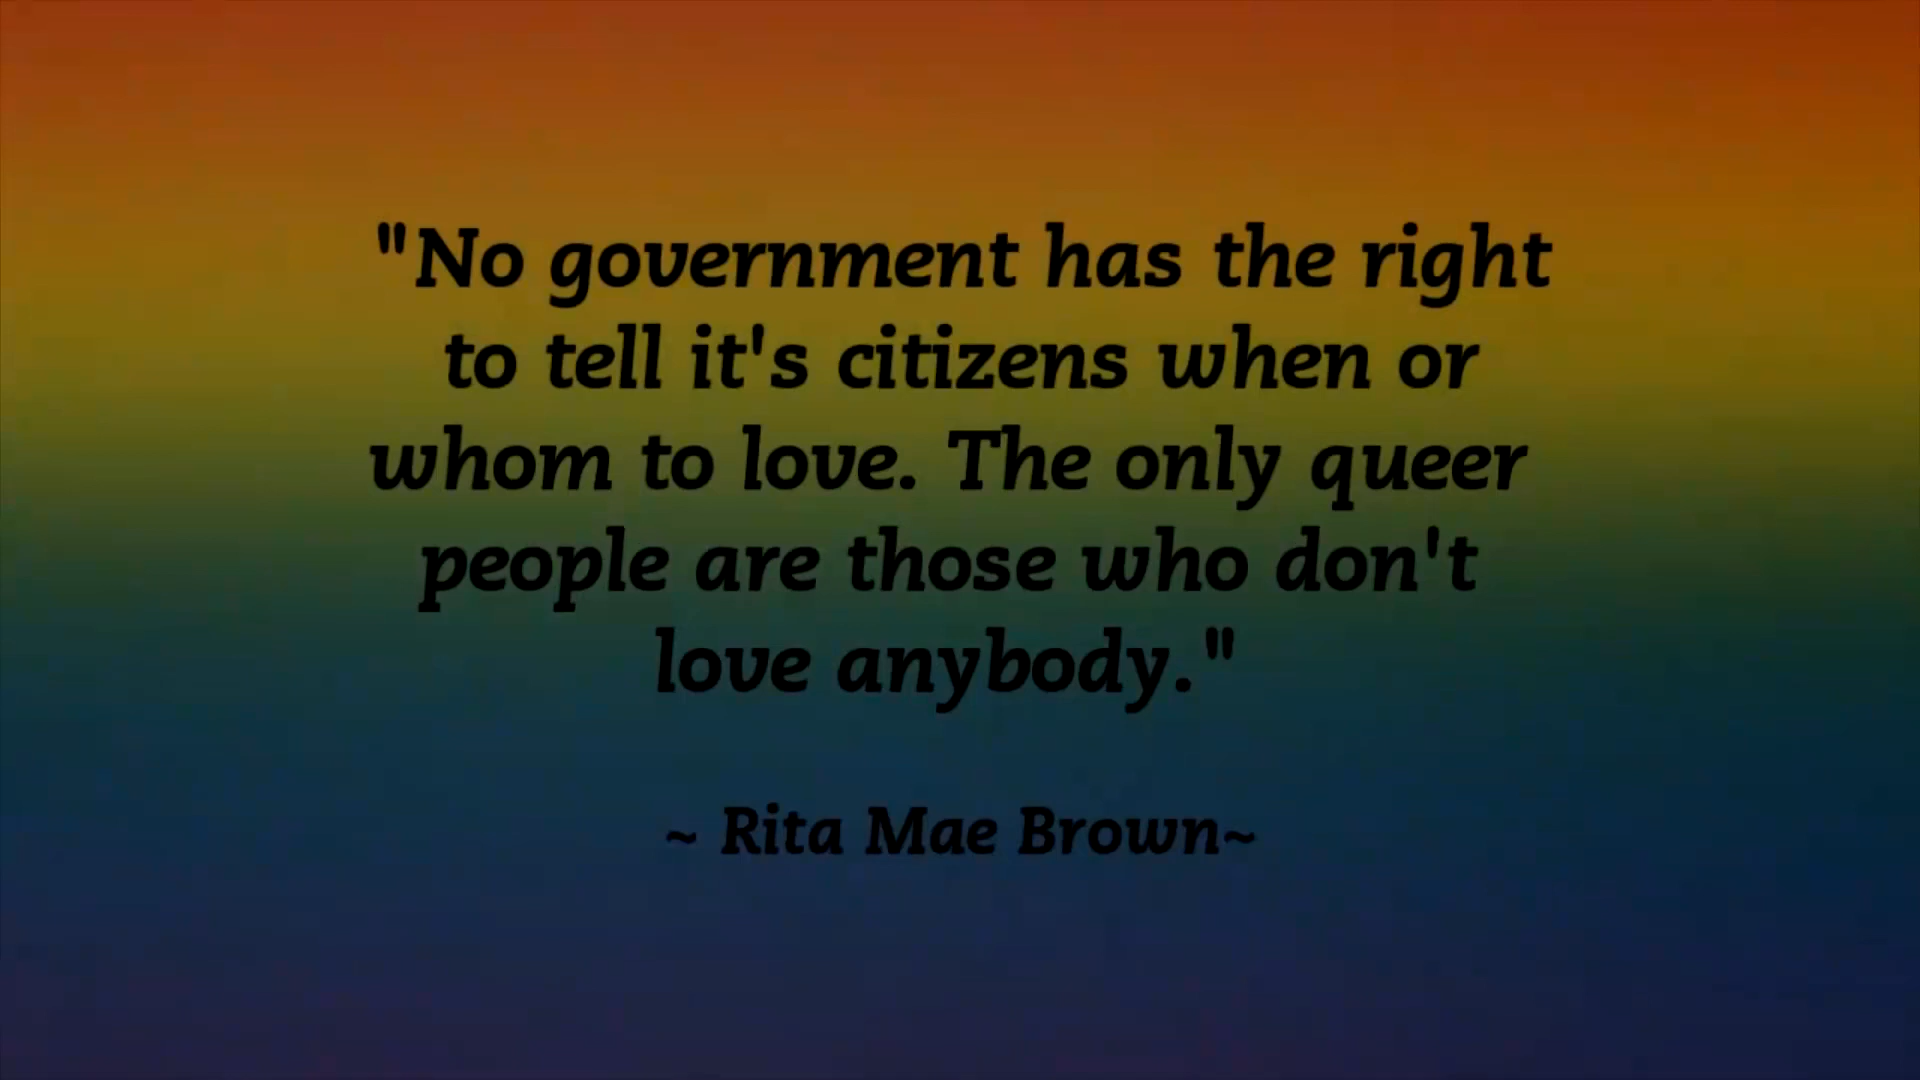 "No government has the right
to tell it's citizens when or
whom to love. The only queer
people are those who don't
love anybody."
~ Rita Mae Brown~